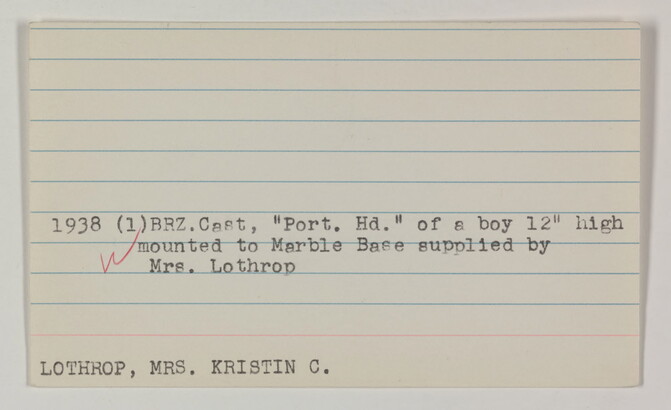 1938 (1)BRZ.Cast, "Port. Hd." of a boy 12" high
mounted to Marble Base supplied by
Mrs. Lothrop
LOTHROP, MRS. KRISTIN C.